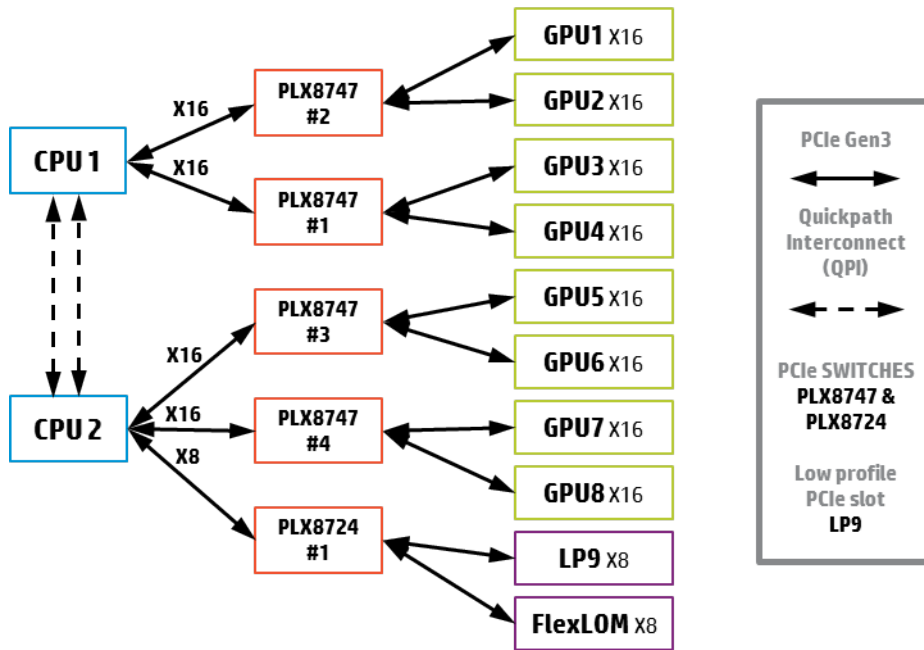 GPU1 X16
PLX8747
#2
GPU2 X16
X16
CPU 1
X16
GPU3 X16
PLX8747
#1
GPU4 X16
GPU5 X16
PLX8747
#3
X16
GPU6 X16
CPU 2
X16
PLX8747
#4
GPU7 X16
X8
GPU8 X16
PLX8724
#1
LP9 X8
FlexLOM X8
PCIe Gen3
Quickpath
Interconnect
(QPI)
PCIe SWITCHES
PLX8747 &
PLX8724
Low profile
PCIe slot
LP9